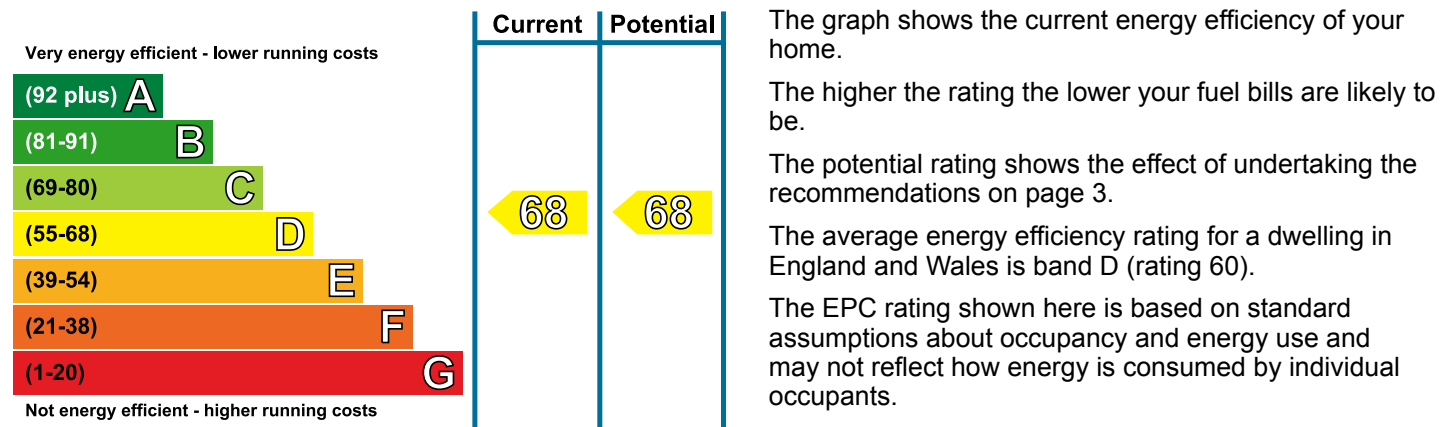 Current Potential
Very energy efficient - lower running costs
(92 plus) A
(81-91) B
(69-80) C
(55-68) D
(39-54) E
(21-38) F
(1-20) G
Not energy efficient - higher running costs
68 68
The graph shows the current energy efficiency of your
home.
The higher the rating the lower your fuel bills are likely to
be.
The potential rating shows the effect of undertaking the
recommendations on page 3.
The average energy efficiency rating for a dwelling in
England and Wales is band D (rating 60).
The EPC rating shown here is based on standard
assumptions about occupancy and energy use and
may not reflect how energy is consumed by individual
occupants.